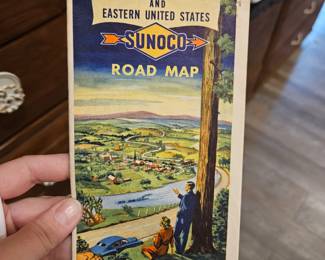 AND
EASTERN UNITED STATES
SUNOCO
ROAD MAP